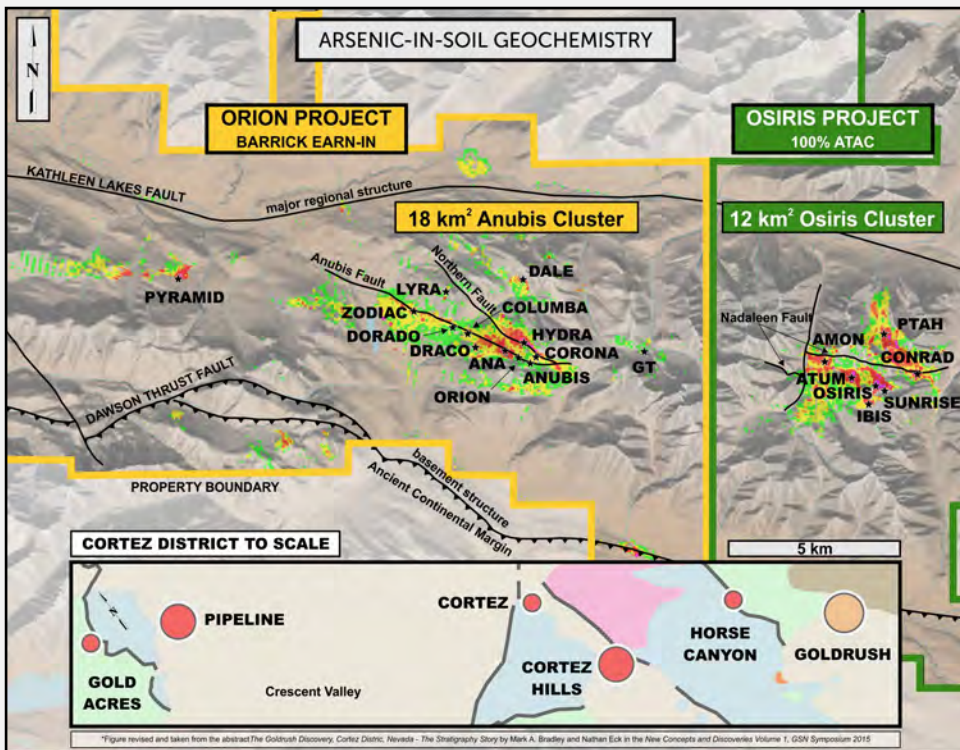 ARSENIC-IN-SOIL GEOCHEMISTRY
N
ORION PROJECT
BARRICK EARN-IN
OSIRIS PROJECT
100% ATAC
KATHLEEN LAKES FAULT
major regional structure
18 km² Anubis Cluster
12 km² Osiris Cluster
Anubis Fault
Northern Fault
PYRAMID
LYRA
DALE
ZODIAC
COLUMBA
DORADO
HYDRA
DRACO
CORONA
ANA
ANUBIS
ORION
GT
Nadaleen Fault
AMON
PTAH
CONRAD
ATUM
OSIRIS
SUNRISE
IBIS
DAWSON THRUST FAULT
PROPERTY BOUNDARY
basement structure
Ancient Continental
Margin
CORTEZ DISTRICT TO SCALE
5 km
N
PIPELINE
GOLD
ACRES
Crescent Valley
CORTEZ
CORTEZ
HILLS
HORSE
CANYON
GOLDRUSH
*Figure revised and taken from the abstract The Goldrush Discovery, Cortez Distric, Nevada - The Stratigraphy Story by Mark A. Bradley and Nathan Eck in the New Concepts and Discoveries Volume 1, GSN Symposium 2015